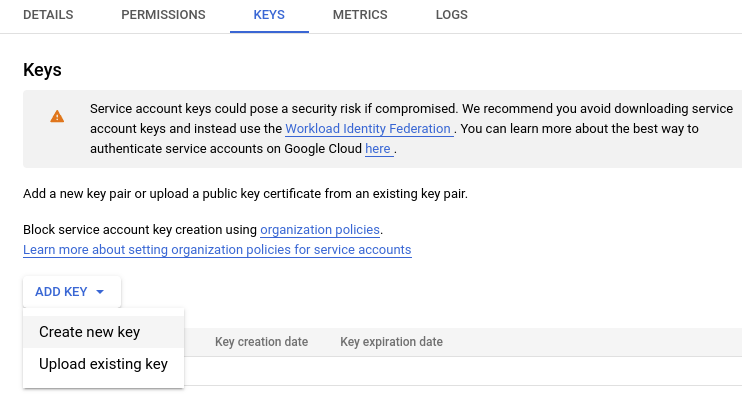 DETAILS PERMISSIONS KEYS METRICS LOGS
Keys
Service account keys could pose a security risk if compromised. We recommend you avoid downloading service
account keys and instead use the Workload Identity Federation . You can learn more about the best way to
authenticate service accounts on Google Cloud here .
Add a new key pair or upload a public key certificate from an existing key pair.
Block service account key creation using organization policies.
Learn more about setting organization policies for service accounts
ADD KEY
Create new key
Key creation date Key expiration date
Upload existing key